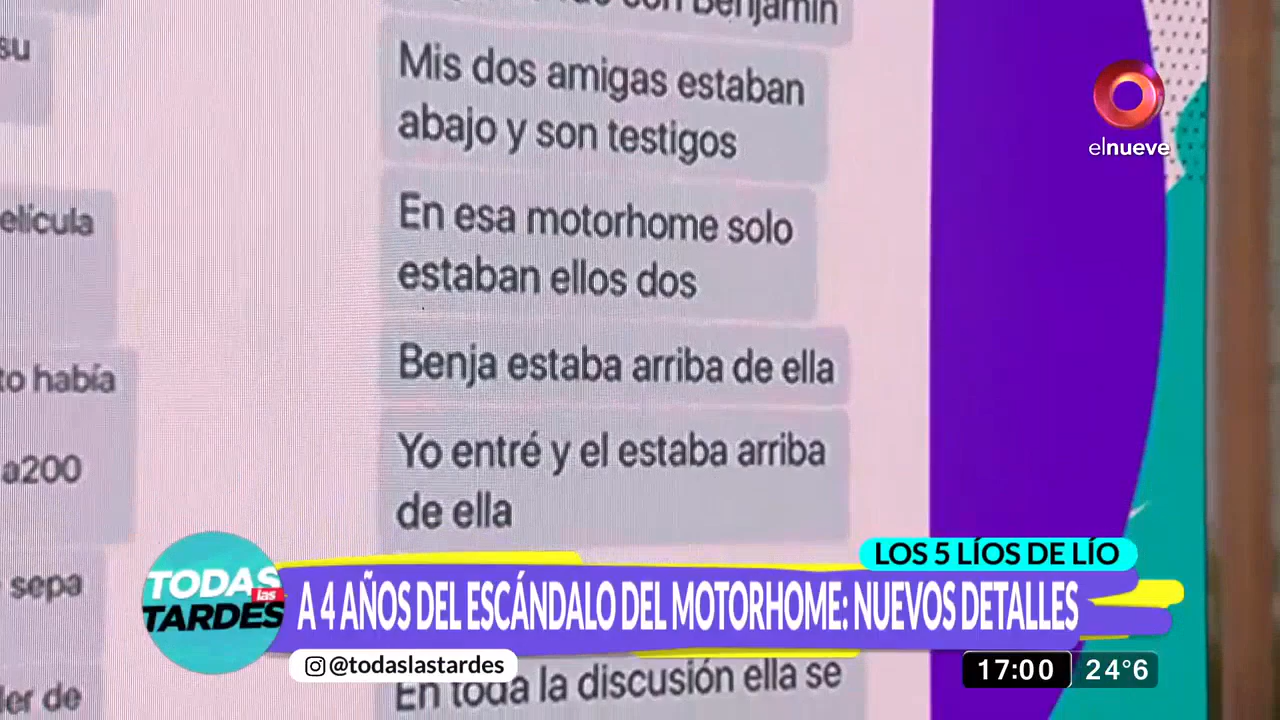 Benjamín
Mis dos amigas estaban
abajo y son testigos
En esa motorhome solo
estaban ellos dos
Benja estaba arriba de ella
Yo entré y el estaba arriba
de ella
En toda la discusión ella se
su
elícula
to había
a200
sepa
ler de
elnueve
LOS 5 LÍOS DE LÍO
TODAS
las
TARDES
A 4 AÑOS DEL ESCÁNDALO DEL MOTORHOME: NUEVOS DETALLES
@todaslastardes
17:00 24°6